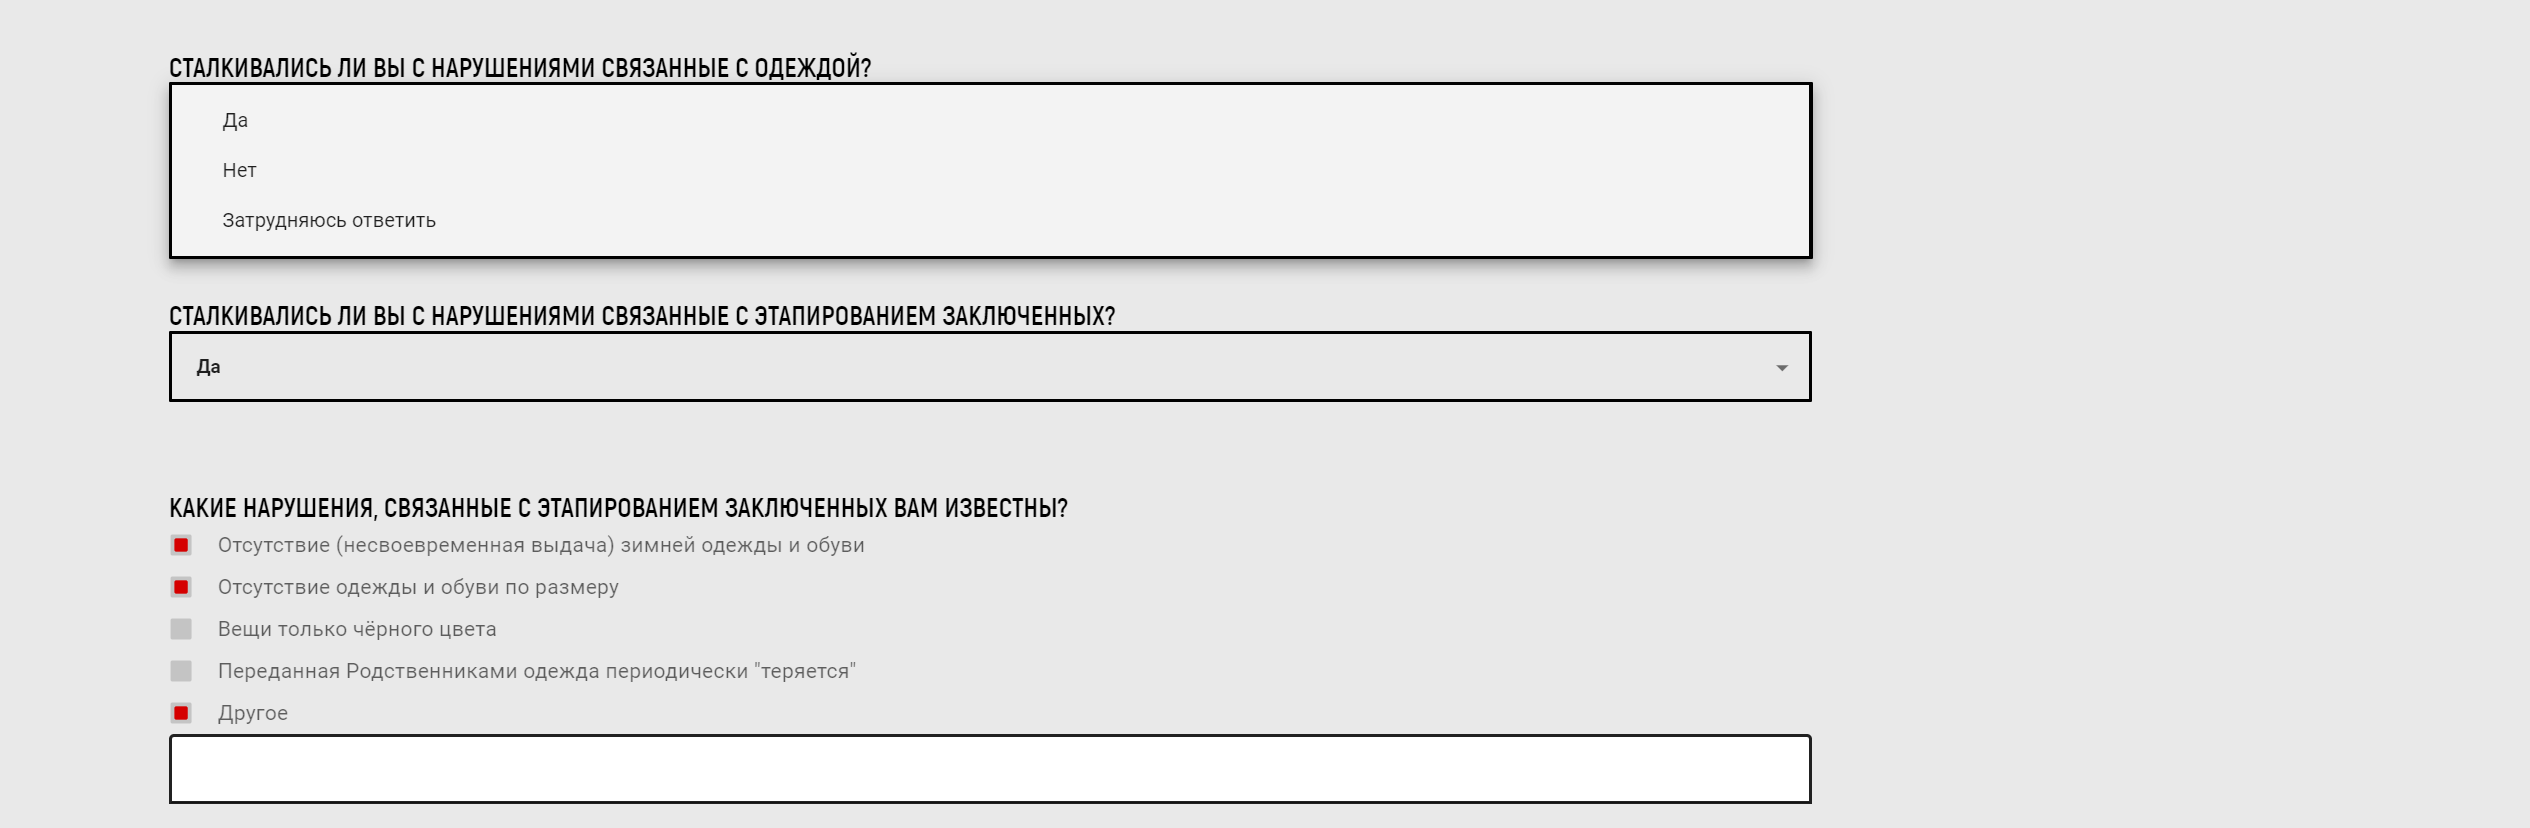 СТАЛКИВАЛИСЬ ЛИ ВЫ С НАРУШЕНИЯМИ СВЯЗАННЫЕ С ОДЕЖДОЙ?
Да
Нет
Затрудняюсь ответить
СТАЛКИВАЛИСЬ ЛИ ВЫ С НАРУШЕНИЯМИ СВЯЗАННЫЕ С ЭТАПИРОВАНИЕМ ЗАКЛЮЧЕННЫХ?
Да
КАКИЕ НАРУШЕНИЯ, СВЯЗАННЫЕ С ЭТАПИРОВАНИЕМ ЗАКЛЮЧЕННЫХ ВАМ ИЗВЕСТНЫ?
Отсутствие (несвоевременная выдача) зимней одежды и обуви
Отсутствие одежды и обуви по размеру
Вещи только чёрного цвета
Переданная Родственниками одежда периодически "теряется"
Другое